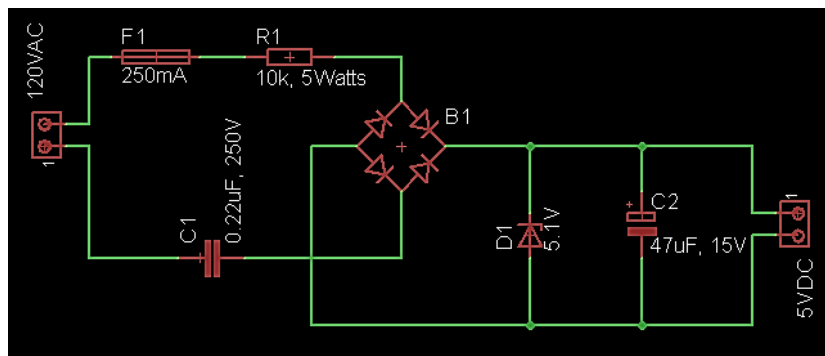 120VAC
1
F1
250mA
R1
10k, 5Watts
B1
C1
0.22uF, 250V
D1
5.1V
+
C2
47uF, 15V
1
5VDC